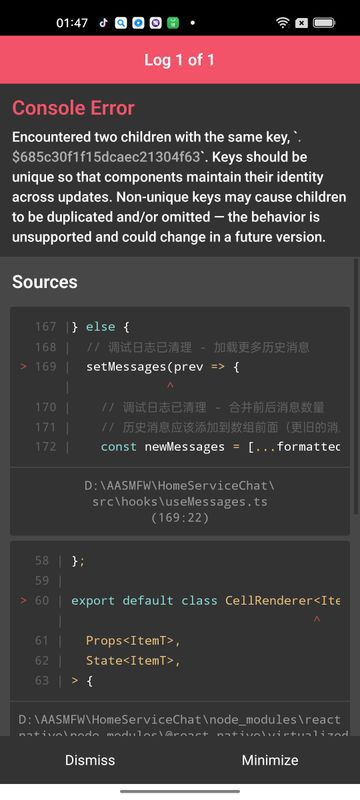 01:47
Log 1 of 1
Console Error
Encountered two children with the same key, `.
$685c30f1f15dcaec21304f63`. Keys should be
unique so that components maintain their identity
across updates. Non-unique keys may cause children
to be duplicated and/or omitted — the behavior is
unsupported and could change in a future version.
Sources
167 | } else {
168 | // 调试日志已清理 - 加载更多历史消息
> 169 | setMessages(prev => {
| ^
170 | // 调试日志已清理 - 合并前后消息数量
171 | // 历史消息应该添加到数组前面（更旧的消
172 | const newMessages = [...formatted
D:\AASMFW\HomeServiceChat\
src\hooks\useMessages.ts
(169:22)
58 | };
59 |
> 60 | export default class CellRenderer<Ite
| ^
61 | Props<ItemT>,
62 | State<ItemT>,
63 | > {
D:\AASMFW\HomeServiceChat\node_modules\react
native\node_modules\@react-native\virtualized
Dismiss
Minimize